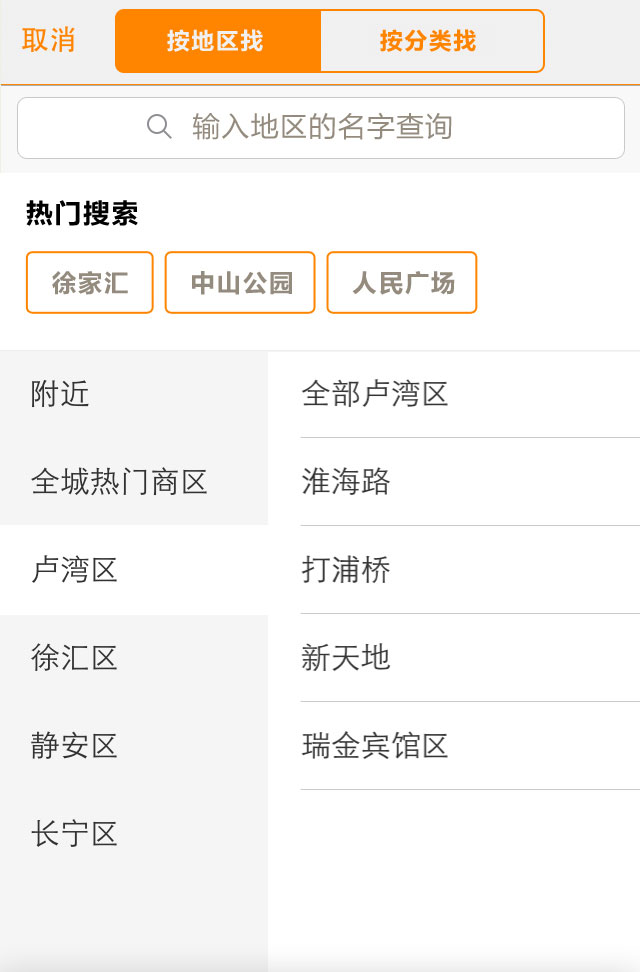 取消 按地区找 按分类找
输入地区的名字查询
热门搜索
徐家汇 中山公园 人民广场
附近
全城热门商区
卢湾区
徐汇区
静安区
长宁区
全部卢湾区
淮海路
打浦桥
新天地
瑞金宾馆区